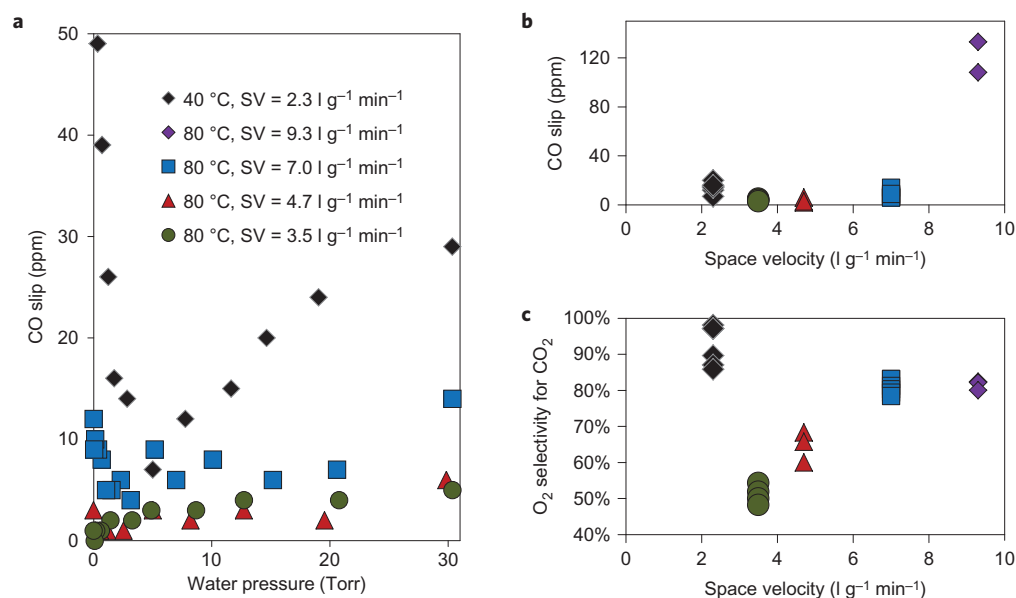 a
50
40
30
20
10
0
CO slip (ppm)
40 °C, SV = 2.3 l g⁻¹ min⁻¹
80 °C, SV = 9.3 l g⁻¹ min⁻¹
80 °C, SV = 7.0 l g⁻¹ min⁻¹
80 °C, SV = 4.7 l g⁻¹ min⁻¹
80 °C, SV = 3.5 l g⁻¹ min⁻¹
0 10 20 30
Water pressure (Torr)
b
120
80
40
0
CO slip (ppm)
0 2 4 6 8 10
Space velocity (l g⁻¹ min⁻¹)
c
100%
90%
80%
70%
60%
50%
40%
O₂ selectivity for CO₂
0 2 4 6 8 10
Space velocity (l g⁻¹ min⁻¹)